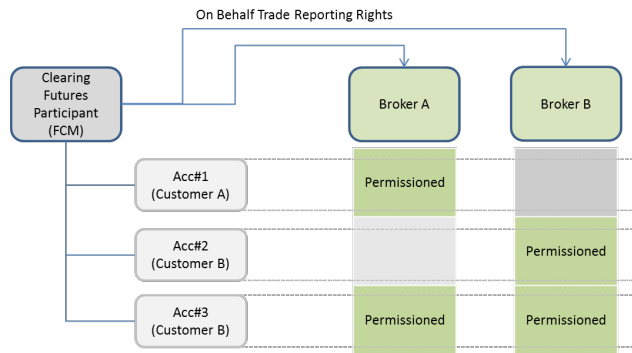 On Behalf Trade Reporting Rights
Clearing
Futures
Participant
(FCM)
Broker A
Broker B
Acc#1
(Customer A)
Permissioned
Acc#2
(Customer B)
Permissioned
Acc#3
(Customer B)
Permissioned
Permissioned